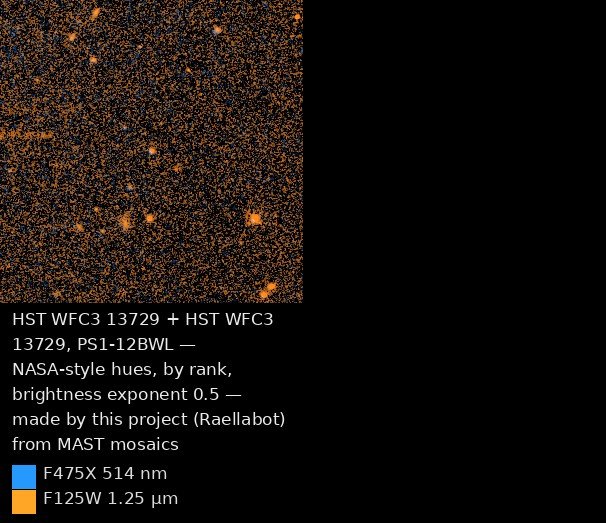 HST WFC3 13729 + HST WFC3
13729, PS1-12BWL —
NASA-style hues, by rank,
brightness exponent 0.5 —
made by this project (Raellabot)
from MAST mosaics
F475X 514 nm
F125W 1.25 µm